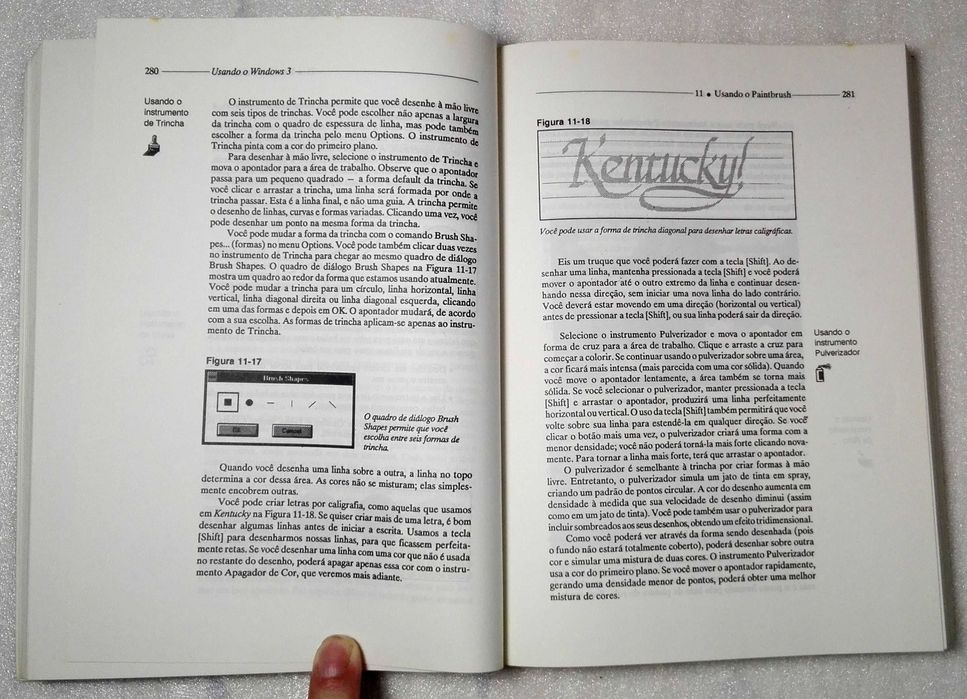 280
Usando o Windows 3
Usando o
instrumento
de Trincha
O instrumento de Trincha permite que você desenhe à mão livre
com seis tipos de trinchas. Você pode escolher não apenas a largura
da trincha com o quadro de espessura de linha, mas pode também
escolher a forma da trincha pelo menu Options. O instrumento de
Trincha pinta com a cor do primeiro plano.
Para desenhar à mão livre, selecione o instrumento de Trincha e
mova o apontador para a área de trabalho. Observe que o apontador
passa para um pequeno quadrado — a forma default da trincha. Se
você clicar e arrastar a trincha, uma linha será formada por onde a
trincha passar. Esta é a linha final, e não uma guia. A trincha permite
o desenho de linhas, curvas e formas variadas. Clicando uma vez, você
pode desenhar um ponto na mesma forma da trincha.
Você pode mudar a forma da trincha com o comando Brush Sha-
pes... (formas) no menu Options. Você pode também clicar duas vezes
no instrumento de Trincha para chegar ao mesmo quadro de diálogo
Brush Shapes. O quadro de diálogo Brush Shapes na Figura 11-17
mostra um quadro ao redor da forma que estamos usando atualmente.
Você pode mudar a trincha para um círculo, linha horizontal, linha
vertical, linha diagonal direita ou linha diagonal esquerda, clicando
em uma das formas e depois em OK. O apontador mudará, de acordo
com a sua escolha. As formas de trincha aplicam-se apenas ao instru-
mento de Trincha.
Figura 11-17
Brush Shapes
OK
Cancel
O quadro de diálogo Brush
Shapes permite que você
escolha entre seis formas de
trincha.
Quando você desenha uma linha sobre a outra, a linha no topo
determina a cor dessa área. As cores não se misturam; elas simples-
mente encobrem outras.
Você pode criar letras por caligrafia, como aquelas que usamos
em Kentucky na Figura 11-18. Se quiser criar mais de uma letra, é bom
desenhar algumas linhas antes de iniciar a escrita. Usamos a tecla
[Shift] para desenharmos nossas linhas, para que ficassem perfeita-
mente retas. Se você desenhar uma linha com uma cor que não é usada
no restante do desenho, poderá apagar apenas essa cor com o instru-
mento Apagador de Cor, que veremos mais adiante.
11 • Usando o Paintbrush
281
Figura 11-18
Kentucky!
Você pode usar a forma de trincha diagonal para desenhar letras caligráficas.
Eis um truque que você poderá fazer com a tecla [Shift]. Ao de-
senhar uma linha, mantenha pressionada a tecla [Shift] e você poderá
mover o apontador até o outro extremo da linha e continuar desen-
hando nessa direção, sem iniciar uma nova linha do lado contrário.
Você deverá estar movendo em uma direção (horizontal ou vertical)
antes de pressionar a tecla [Shift], ou sua linha poderá sair da direção.
Usando o
instrumento
Pulverizador
Selecione o instrumento Pulverizador e mova o apontador em
forma de cruz para a área de trabalho. Clique e arraste a cruz para
começar a colorir. Se continuar usando o pulverizador sobre uma área,
a cor ficará mais intensa (mais parecida com uma cor sólida). Quando
você move o apontador lentamente, a área também se torna mais
sólida. Se você selecionar o pulverizador, manter pressionada a tecla
[Shift] e arrastar o apontador, produzirá uma linha perfeitamente
horizontal ou vertical. O uso da tecla [Shift] também permitirá que você
volte sobre sua linha para estendê-la em qualquer direção. Se você
clicar o botão mais uma vez, o pulverizador criará uma forma com a
menor densidade; você não poderá torná-la mais forte clicando nova-
mente. Para tornar a linha mais forte, terá que arrastar o apontador.
O pulverizador é semelhante à trincha por criar formas à mão
livre. Entretanto, o pulverizador simula um jato de tinta em spray,
criando um padrão de pontos circular. A cor do desenho aumenta em
densidade à medida que sua velocidade de desenho diminui (assim
como em um jato de tinta). Você pode também usar o pulverizador para
incluir sombreados aos seus desenhos, obtendo um efeito tridimensional.
Como você poderá ver através da forma sendo desenhada (pois
o fundo não estará totalmente coberto), poderá desenhar sobre outra
cor e simular uma mistura de duas cores. O instrumento Pulverizador
usa a cor do primeiro plano. Se você mover o apontador rapidamente,
gerando uma densidade menor de pontos, poderá obter uma melhor
mistura de cores.